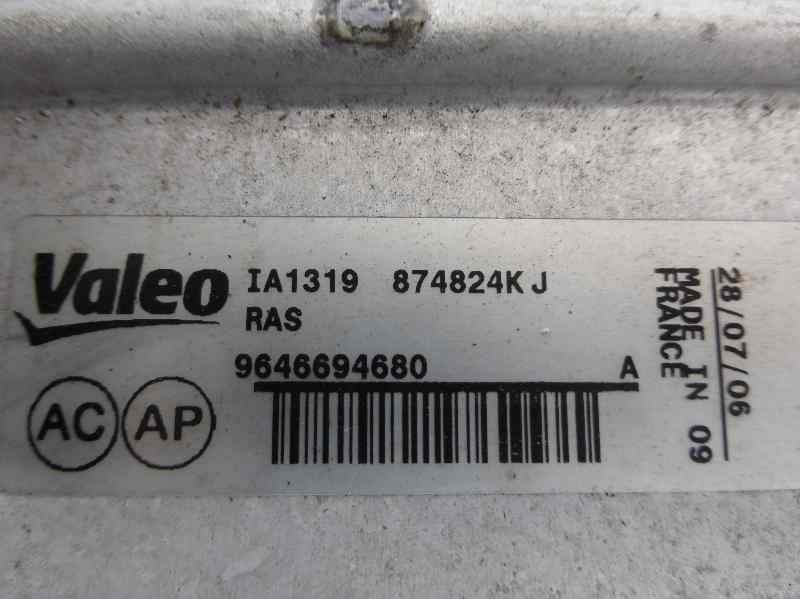 Valeo
IA1319 874824K J
RAS
9646694680 A
AC AP
28/07/06
MADE IN 09
FRANCE